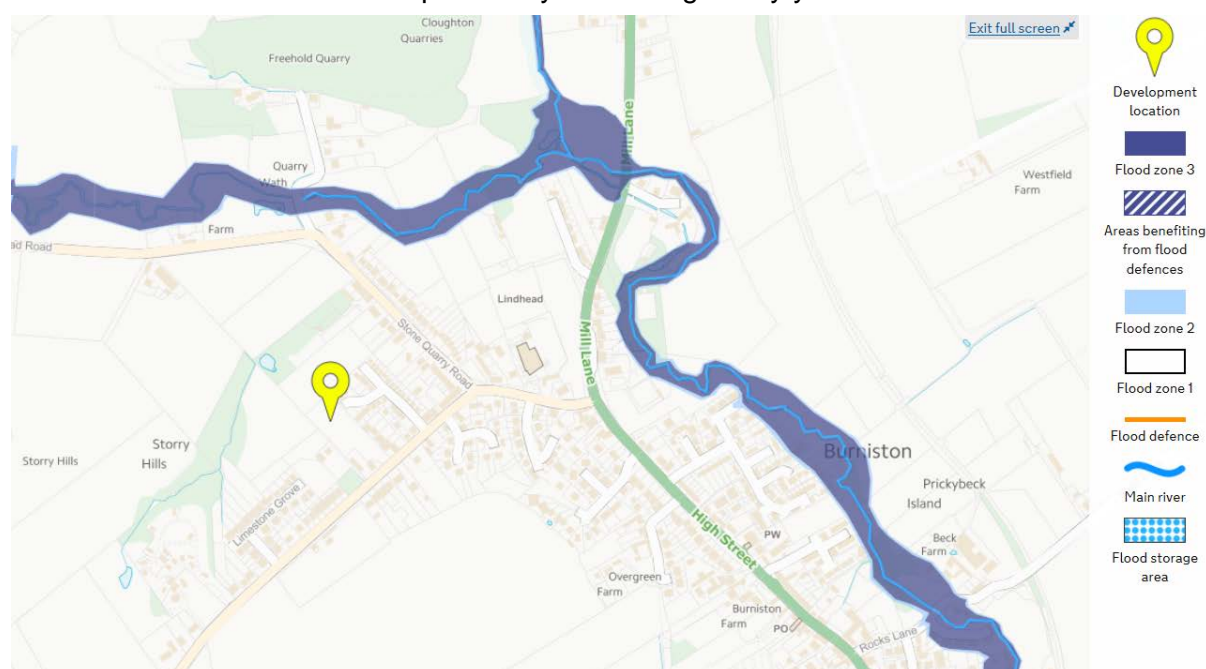 Cloughton
Quarries
Exit full screen
Freehold Quarry
Mill Lane
Quarry
Wath
Westfield
Farm
Farm
ad Road
Lindhead
Stone Quarry Road
Mill Lane
Storry
Hills
Storry Hills
Limestone Grove
Burniston
Prickybeck
Island
High Street
PW
Beck
Farm
Overgreen
Farm
Burniston
Farm
PO
Rocks Lane
Development
location
Flood zone 3
Areas benefiting
from flood
defences
Flood zone 2
Flood zone 1
Flood defence
Main river
Flood storage
area